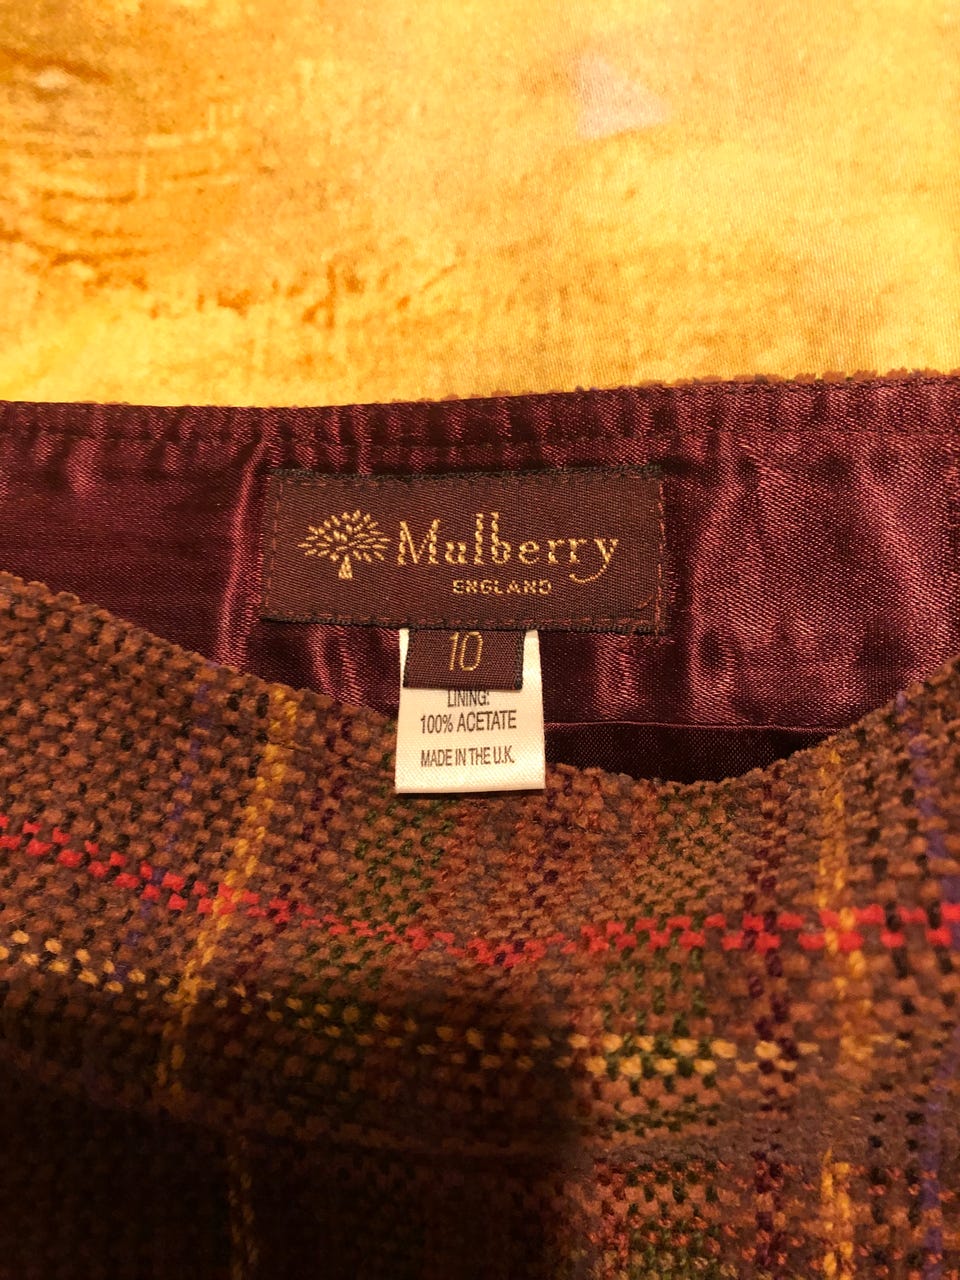 Mulberry
ENGLAND
10
LINING:
100% ACETATE
MADE IN THE U.K.